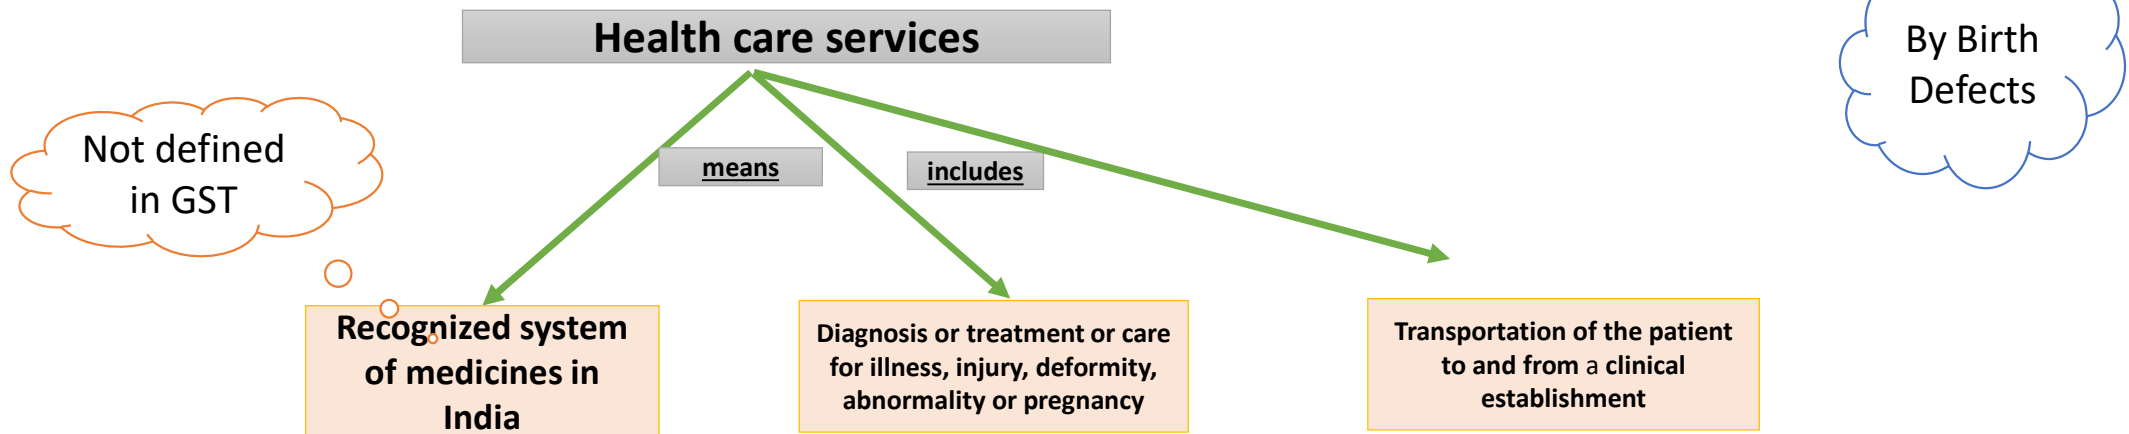 Health care services
By Birth
Defects
Not defined
in GST
means
includes
Recognized system
of medicines in
India
Diagnosis or treatment or care
for illness, injury, deformity,
abnormality or pregnancy
Transportation of the patient
to and from a clinical
establishment